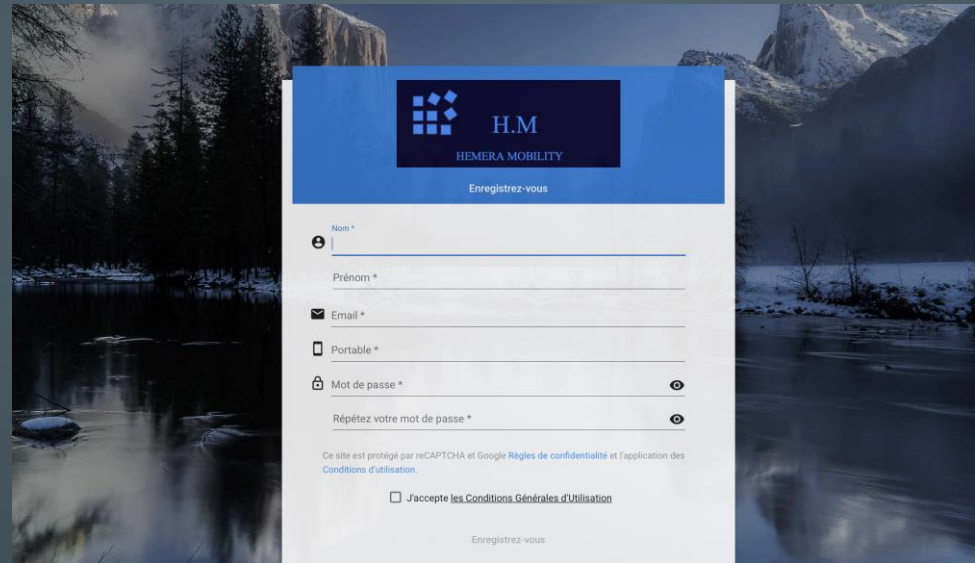 H.M
HEMERA MOBILITY
Enregistrez-vous
Nom *
Prénom *
Email *
Portable *
Mot de passe *
Répétez votre mot de passe *
Ce site est protégé par reCAPTCHA et Google Règles de confidentialité et l'application des
Conditions d'utilisation.
J'accepte les Conditions Générales d'Utilisation
Enregistrez-vous